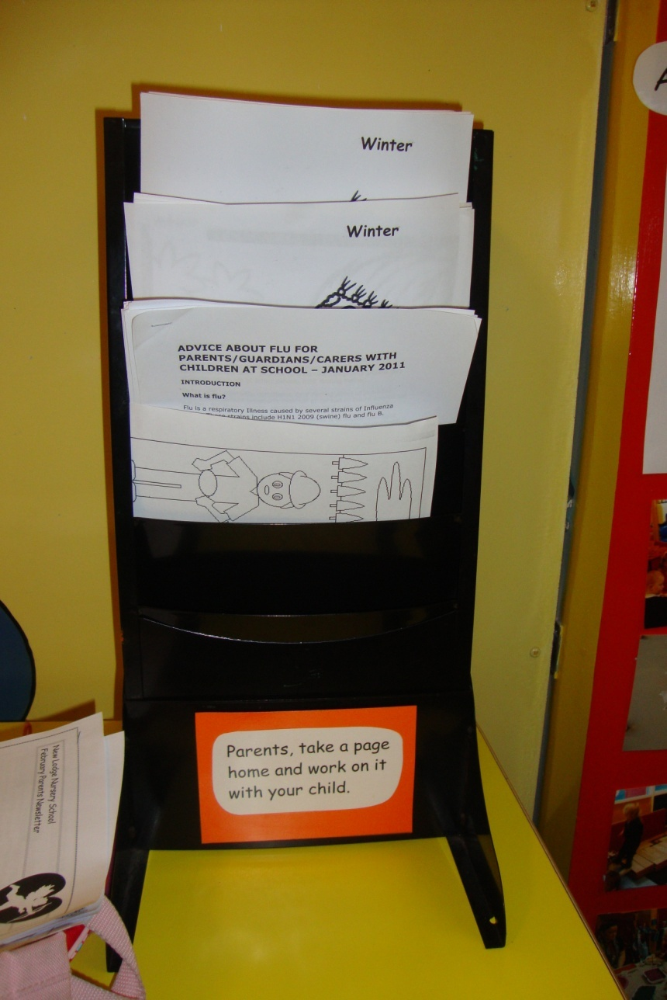 Winter
Winter
ADVICE ABOUT FLU FOR
PARENTS/GUARDIANS/CARERS WITH
CHILDREN AT SCHOOL – JANUARY 2011
INTRODUCTION
What is flu?
Flu is a respiratory illness caused by several strains of Influenza
strains include H1N1 2009 (swine) flu and flu B.
Parents, take a page
home and work on it
with your child.
New Lodge Nursery School
February Parents Newsletter